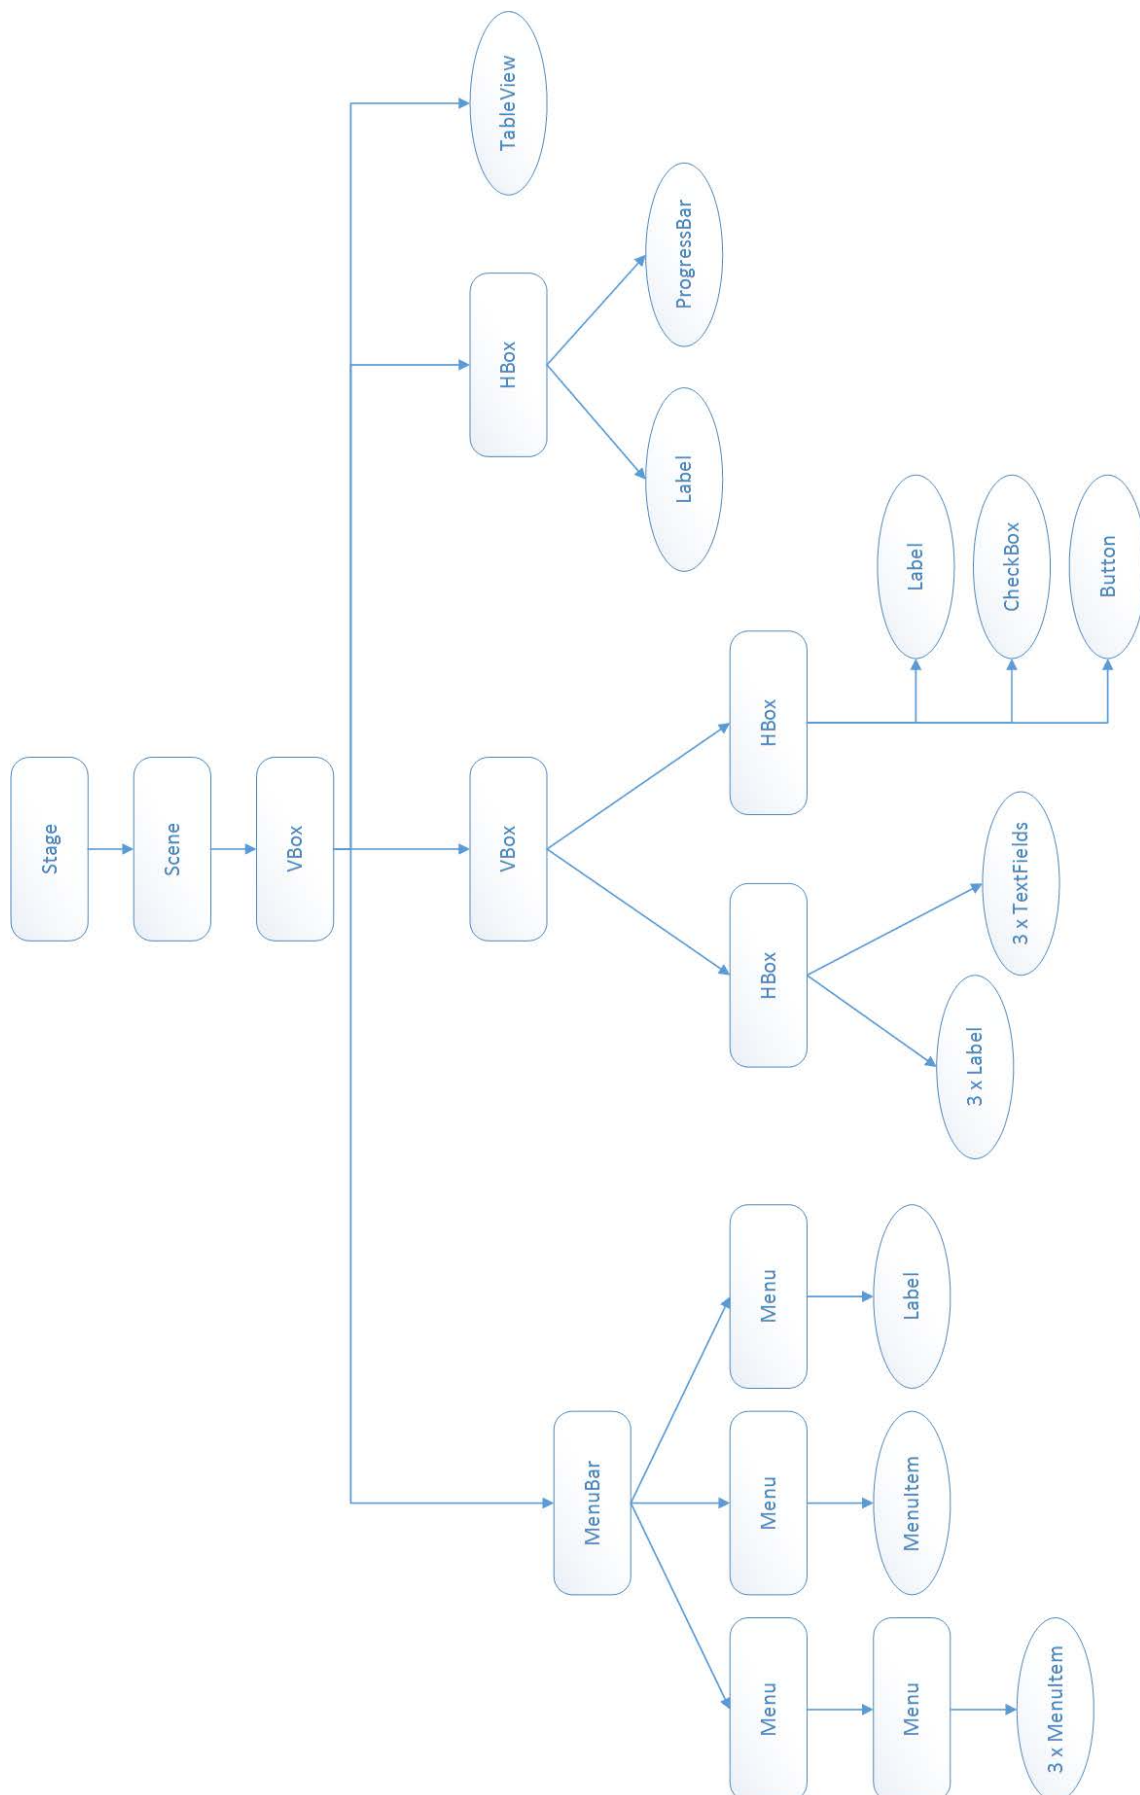 Stage
Scene
VBox
MenuBar
VBox
HBox
TableView
Menu
Menu
Menu
HBox
HBox
Label
ProgressBar
Menu
MenuItem
Label
3 x Label
3 x TextFields
Label
CheckBox
Button
3 x MenuItem